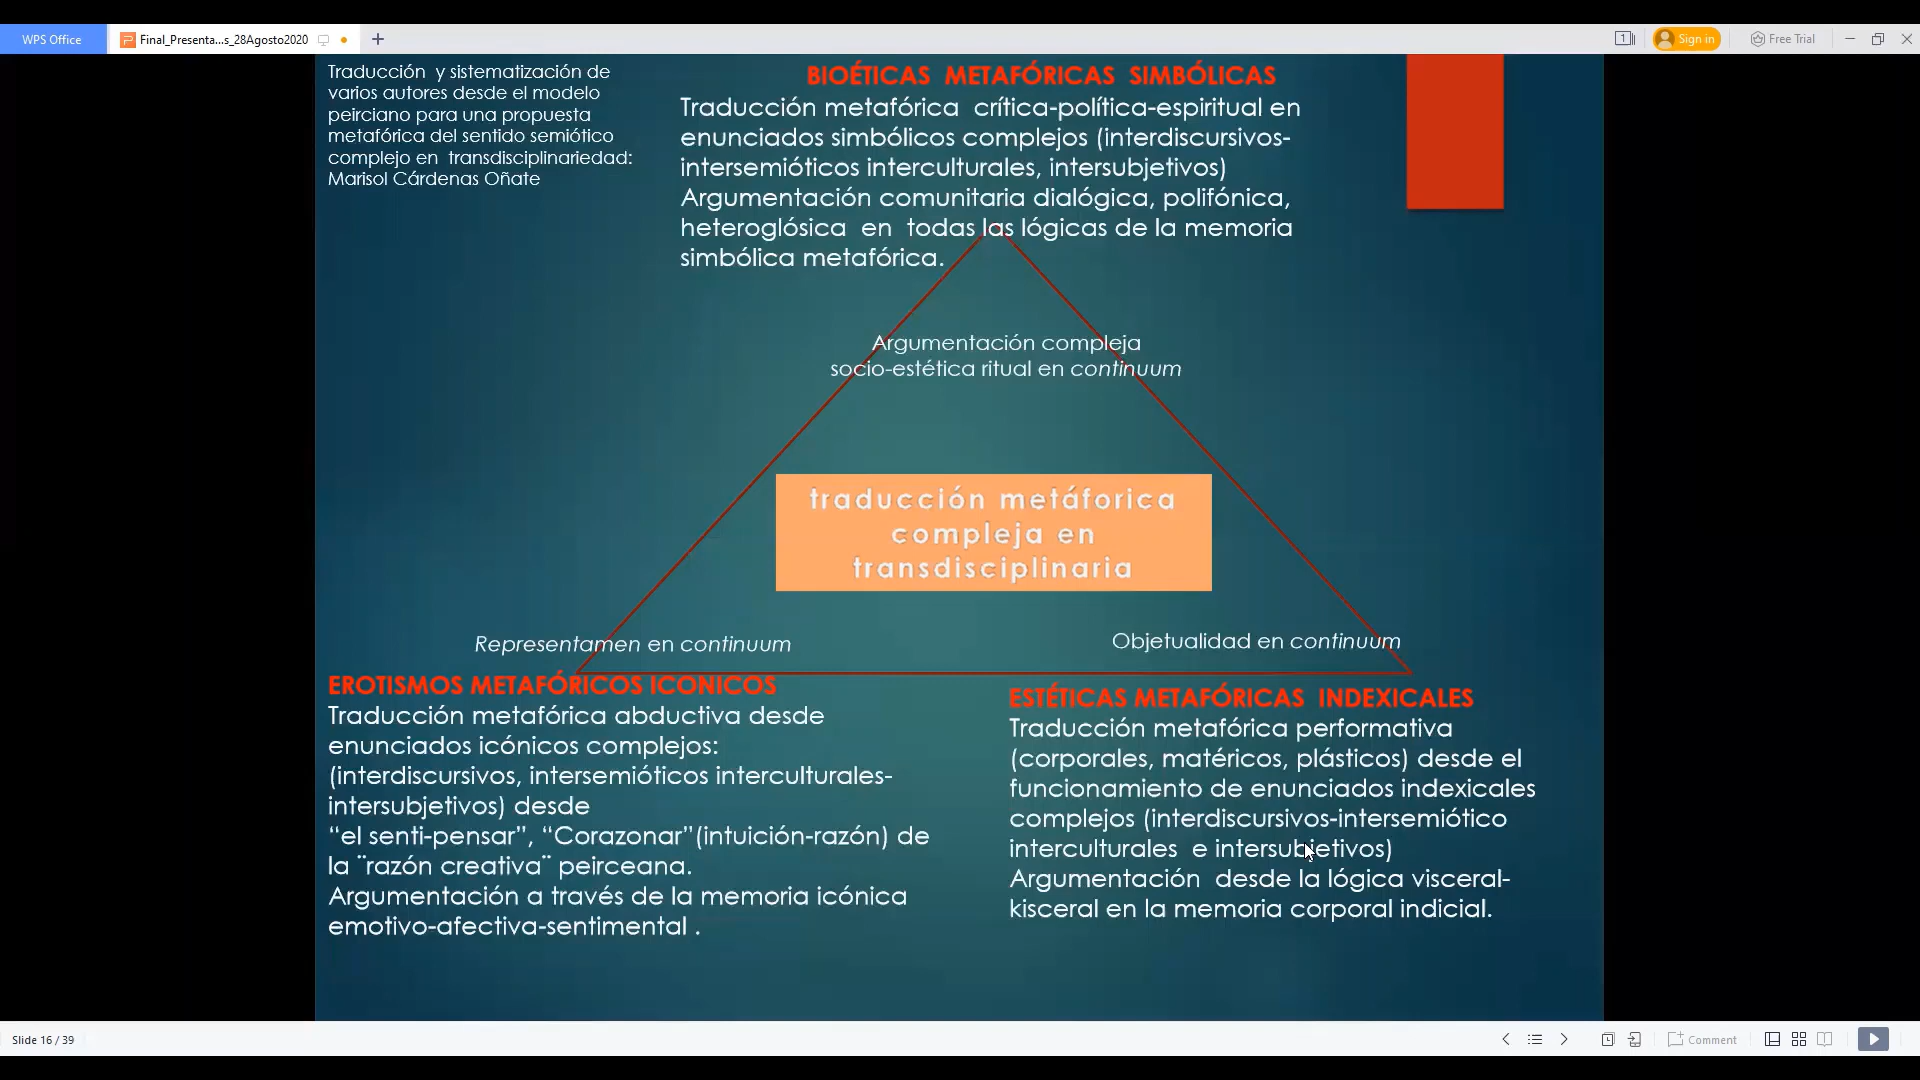 WPS Office
Final_Presenta...s_28Agosto2020
1
Sign in
Free Trial
Traducción y sistematización de
varios autores desde el modelo
peirciano para una propuesta
metafórica del sentido semiótico
complejo en transdisciplinariedad:
Marisol Cárdenas Oñate
BIOÉTICAS METAFÓRICAS SIMBÓLICAS
Traducción metafórica crítica-política-espiritual en
enunciados simbólicos complejos (interdiscursivos-
intersemióticos interculturales, intersubjetivos)
Argumentación comunitaria dialógica, polifónica,
heteroglósica en todas las lógicas de la memoria
simbólica metafórica.
Argumentación compleja
socio-estética ritual en continuum
traducción metáforica
compleja en
transdisciplinaria
Representamen en continuum
Objetualidad en continuum
EROTISMOS METAFÓRICOS ICÓNICOS
Traducción metafórica abductiva desde
enunciados icónicos complejos:
(interdiscursivos, intersemióticos interculturales-
intersubjetivos) desde
“el senti-pensar”, “Corazonar”(intuición-razón) de
la ¨razón creativa¨ peirceana.
Argumentación a través de la memoria icónica
emotivo-afectiva-sentimental .
ESTÉTICAS METAFÓRICAS INDEXICALES
Traducción metafórica performativa
(corporales, matéricos, plásticos) desde el
funcionamiento de enunciados indexicales
complejos (interdiscursivos-intersemiótico
interculturales e intersubjetivos)
Argumentación desde la lógica visceral-
kisceral en la memoria corporal indicial.
Slide 16 / 39
Comment